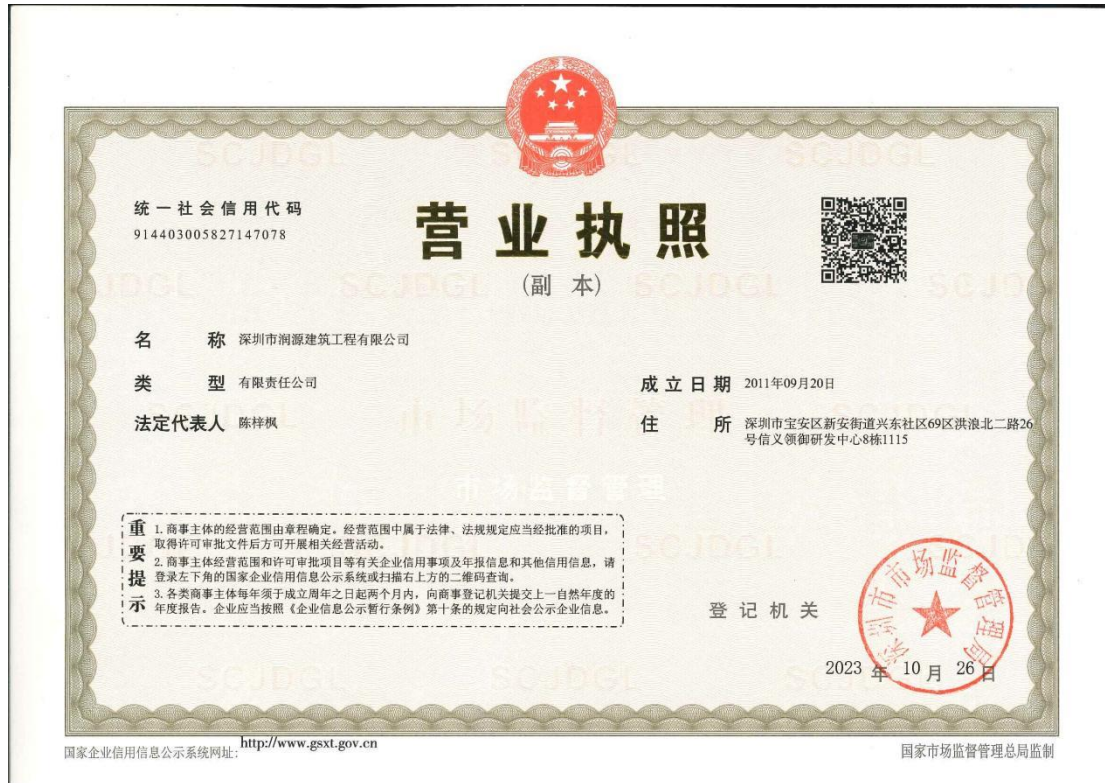 统一社会信用代码
914403005827147078
营业执照
(副 本)
名 称 深圳市润源建筑工程有限公司
类 型 有限责任公司
法定代表人 陈梓枫
成立日期 2011年09月20日
住 所 深圳市宝安区新安街道兴东社区69区洪浪北二路26
号信义领御研发中心8栋1115
重要提示
1. 商事主体的经营范围由章程确定。经营范围中属于法律、法规规定应当经批准的项目,
取得许可审批文件后方可开展相关经营活动。
2. 商事主体经营范围和许可审批项目等有关企业信用事项及年报信息和其他信用信息,请
登录左下角的国家企业信用信息公示系统或扫描右上方的二维码查询。
3. 各类商事主体每年须于成立周年之日起两个月内,向商事登记机关提交上一自然年度的
年度报告。企业应当按照《企业信息公示暂行条例》第十条的规定向社会公示企业信息。
登记机关
深圳市市场监督管理局
2023 年 10 月 26 日
国家企业信用信息公示系统网址: http://www.gsxt.gov.cn
国家市场监督管理总局监制
SCJDGL
市场监督管理